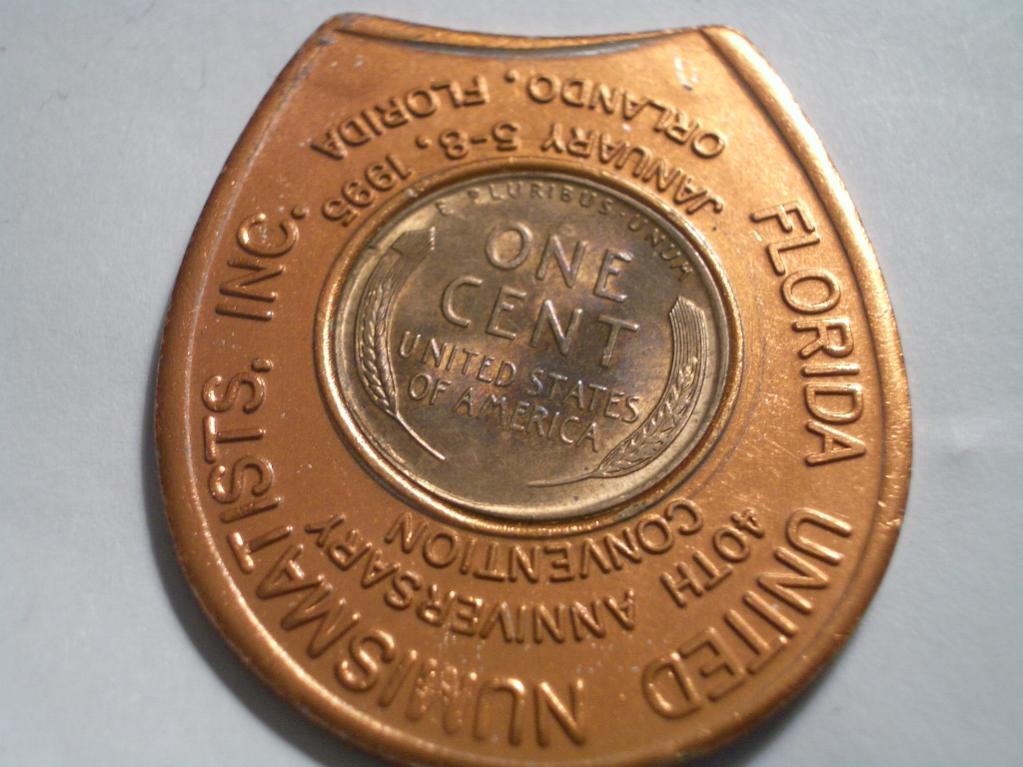 FLORIDA UNITED NUMISMATISTS, INC.
40TH ANNIVERSARY
CONVENTION
JANUARY 5-8, 1995
ORLANDO, FLORIDA
E PLURIBUS·UNUM
ONE
CENT
UNITED STATES
OF AMERICA